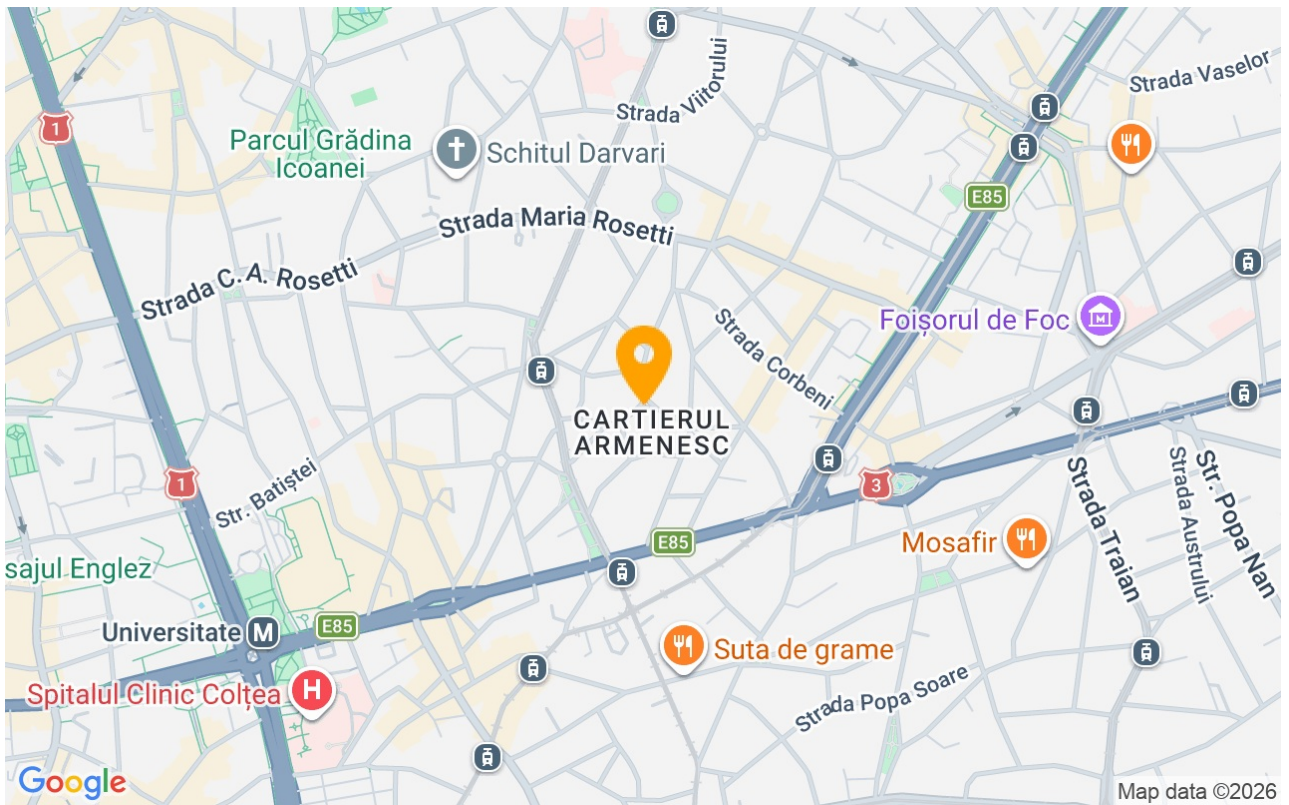 Strada Viitorului
Strada Vaselor
1
Parcul Grădina
Icoanei
Schitul Darvari
E85
Strada Maria Rosetti
Strada C. A. Rosetti
Foișorul de Foc
M
Strada Corbeni
CARTIERUL
ARMENESC
1
3
Str. Batiștei
Strada Traian
Strada Austrului
Str. Popa Nan
E85
Mosafir
sajul Englez
Universitate M
E85
Suta de grame
Spitalul Clinic Colțea H
Strada Popa Soare
Google
Map data ©2026